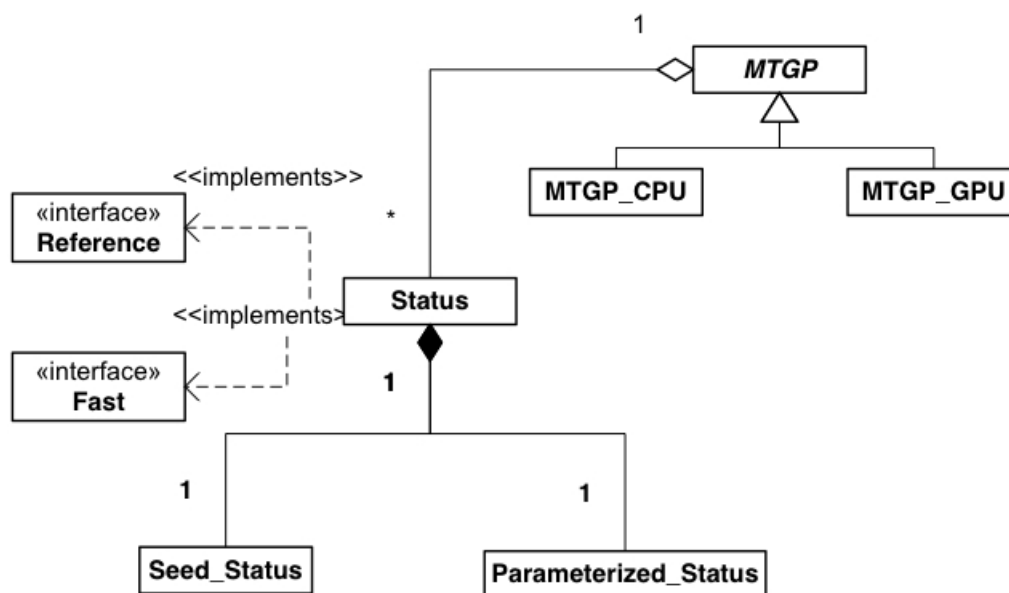 1
MTGP
MTGP_CPU
MTGP_GPU
<<implements>>
«interface»
Reference
*
Status
<<implements>
«interface»
Fast
1
1
1
Seed_Status
Parameterized_Status